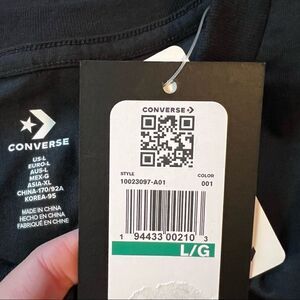 CONVERSE
US-L
EURO-L
AUS-L
MEX-G
ASIA-XL
CHINA-170/92A
KOREA-95
MADE IN CHINA
HECHO EN CHINA
FABRIQUÉ EN CHINE
CONVERSE
STYLE COLOR
10023097-A01 001
1 94433 00210 3
L/G